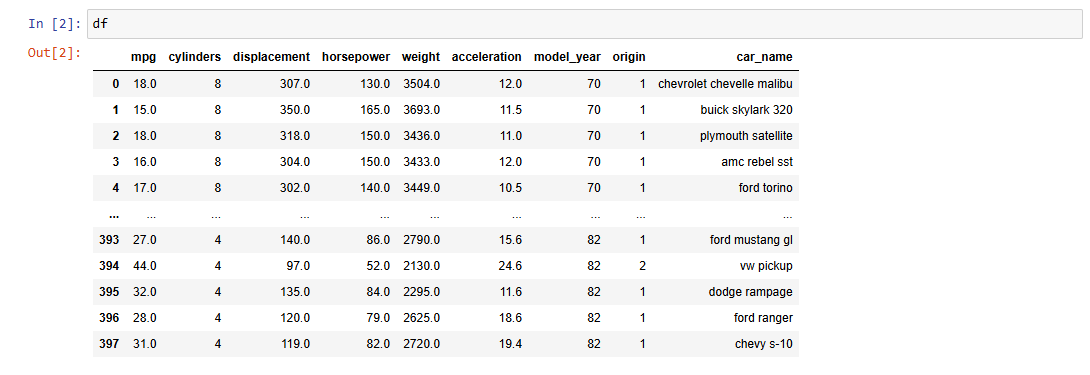 In [2]: df
Out[2]:
mpg cylinders displacement horsepower weight acceleration model_year origin car_name
0 18.0 8 307.0 130.0 3504.0 12.0 70 1 chevrolet chevelle malibu
1 15.0 8 350.0 165.0 3693.0 11.5 70 1 buick skylark 320
2 18.0 8 318.0 150.0 3436.0 11.0 70 1 plymouth satellite
3 16.0 8 304.0 150.0 3433.0 12.0 70 1 amc rebel sst
4 17.0 8 302.0 140.0 3449.0 10.5 70 1 ford torino
... ... ... ... ... ... ... ... ... ...
393 27.0 4 140.0 86.0 2790.0 15.6 82 1 ford mustang gl
394 44.0 4 97.0 52.0 2130.0 24.6 82 2 vw pickup
395 32.0 4 135.0 84.0 2295.0 11.6 82 1 dodge rampage
396 28.0 4 120.0 79.0 2625.0 18.6 82 1 ford ranger
397 31.0 4 119.0 82.0 2720.0 19.4 82 1 chevy s-10